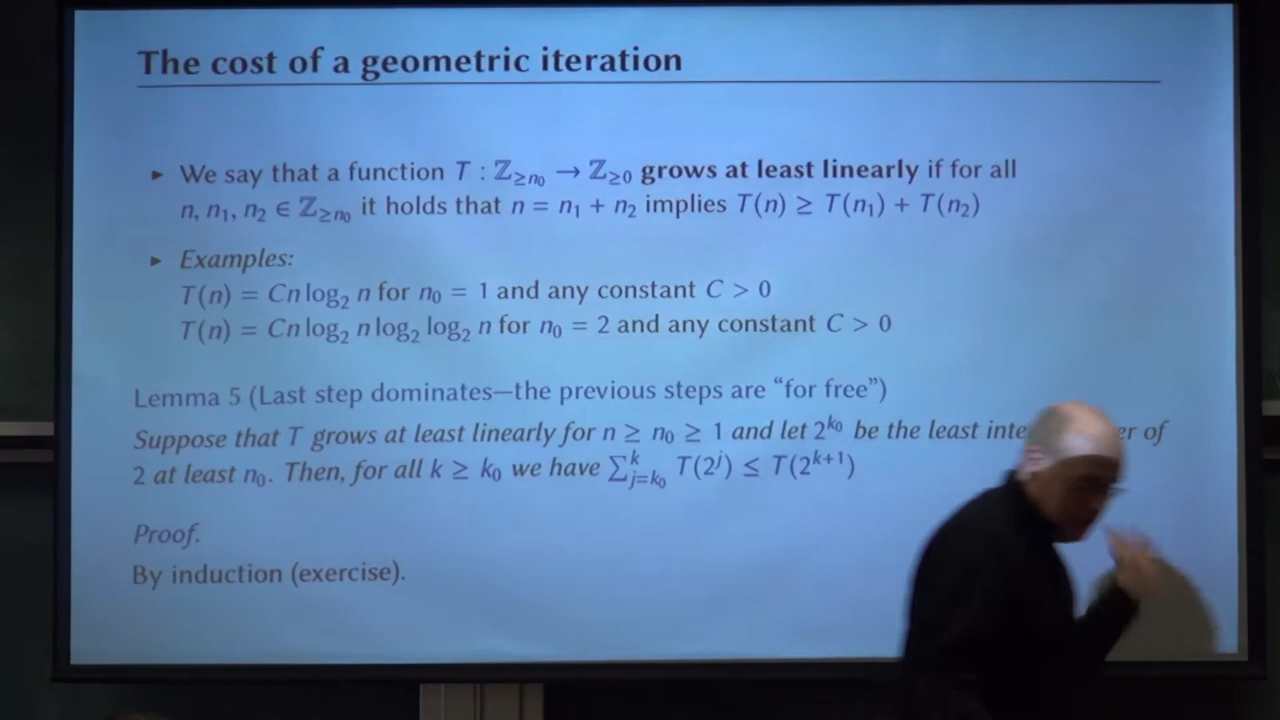 The cost of a geometric iteration
▸ We say that a function T : ℤ≥n₀ → ℤ≥0 grows at least linearly if for all
n, n₁, n₂ ∈ ℤ≥n₀ it holds that n = n₁ + n₂ implies T(n) ≥ T(n₁) + T(n₂)
▸ Examples:
T(n) = Cn log₂ n for n₀ = 1 and any constant C > 0
T(n) = Cn log₂ n log₂ log₂ n for n₀ = 2 and any constant C > 0
Lemma 5 (Last step dominates—the previous steps are “for free”)
Suppose that T grows at least linearly for n ≥ n₀ ≥ 1 and let 2^k₀ be the least of
2 at least n₀. Then, for all k ≥ k₀ we have ∑_{j=k₀}^{k} T(2^j) ≤ T(2^{k+1})
Proof.
By induction (exercise).